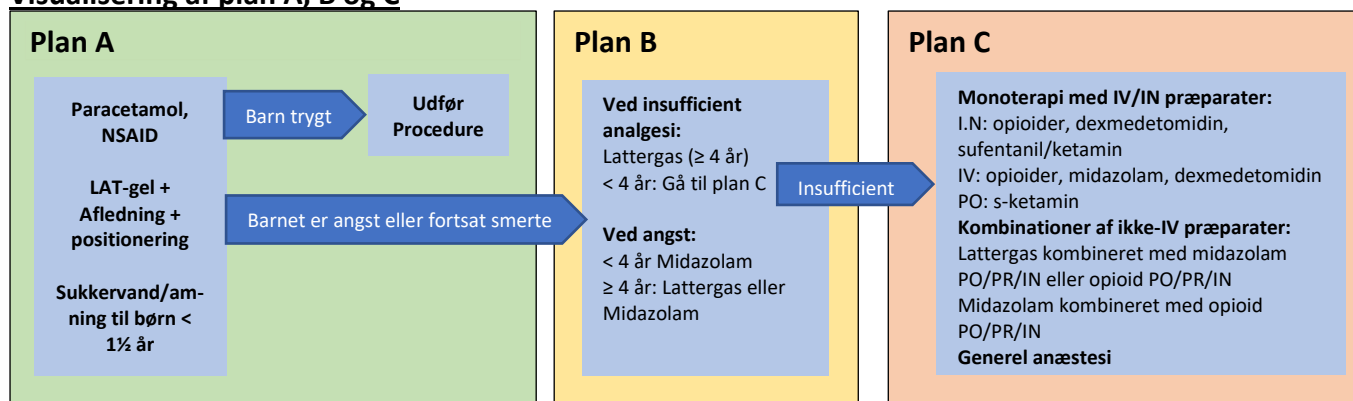 Visualisering af plan A, B og C
Plan A
Paracetamol,
NSAID
LAT-gel +
Afledning +
positionering
Sukkervand/am-
ning til børn <
1½ år
Barn trygt
Udfør
Procedure
Barnet er angst eller fortsat smerte
Plan B
Ved insufficient
analgesi:
Lattergas (≥ 4 år)
< 4 år: Gå til plan C
Ved angst:
< 4 år Midazolam
≥ 4 år: Lattergas eller
Midazolam
Insufficient
Plan C
Monoterapi med IV/IN præparater:
I.N: opioider, dexmedetomidin,
sufentanil/ketamin
IV: opioider, midazolam, dexmedetomidin
PO: s-ketamin
Kombinationer af ikke-IV præparater:
Lattergas kombineret med midazolam
PO/PR/IN eller opioid PO/PR/IN
Midazolam kombineret med opioid
PO/PR/IN
Generel anæstesi